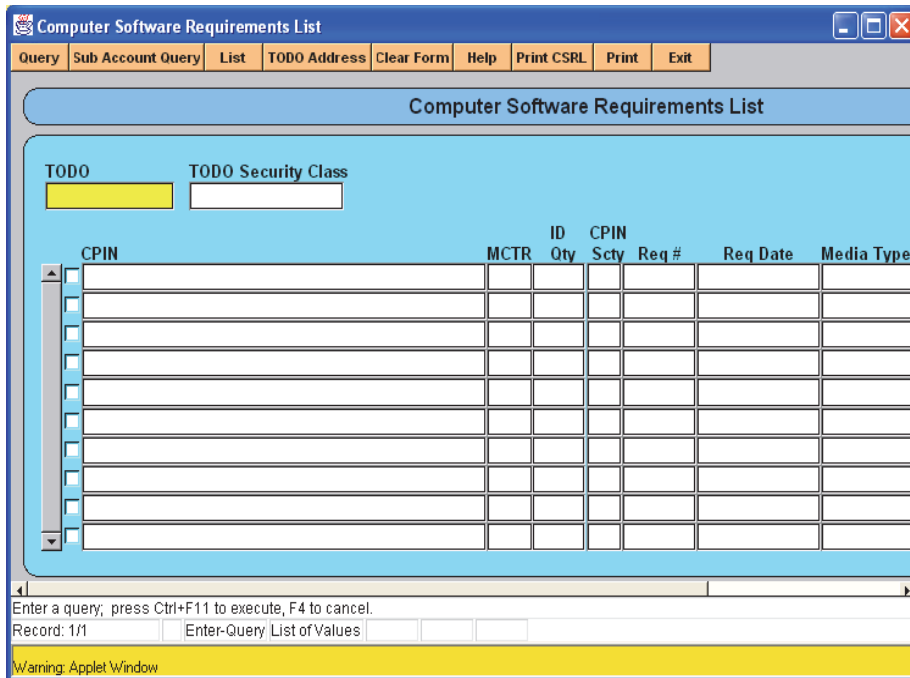 Computer Software Requirements List
Query Sub Account Query List TODO Address Clear Form Help Print CSRL Print Exit
Computer Software Requirements List
TODO TODO Security Class
ID CPIN
CPIN MCTR Qty Scty Req # Req Date Media Type
Enter a query; press Ctrl+F11 to execute, F4 to cancel.
Record: 1/1 Enter-Query List of Values
Warning: Applet Window